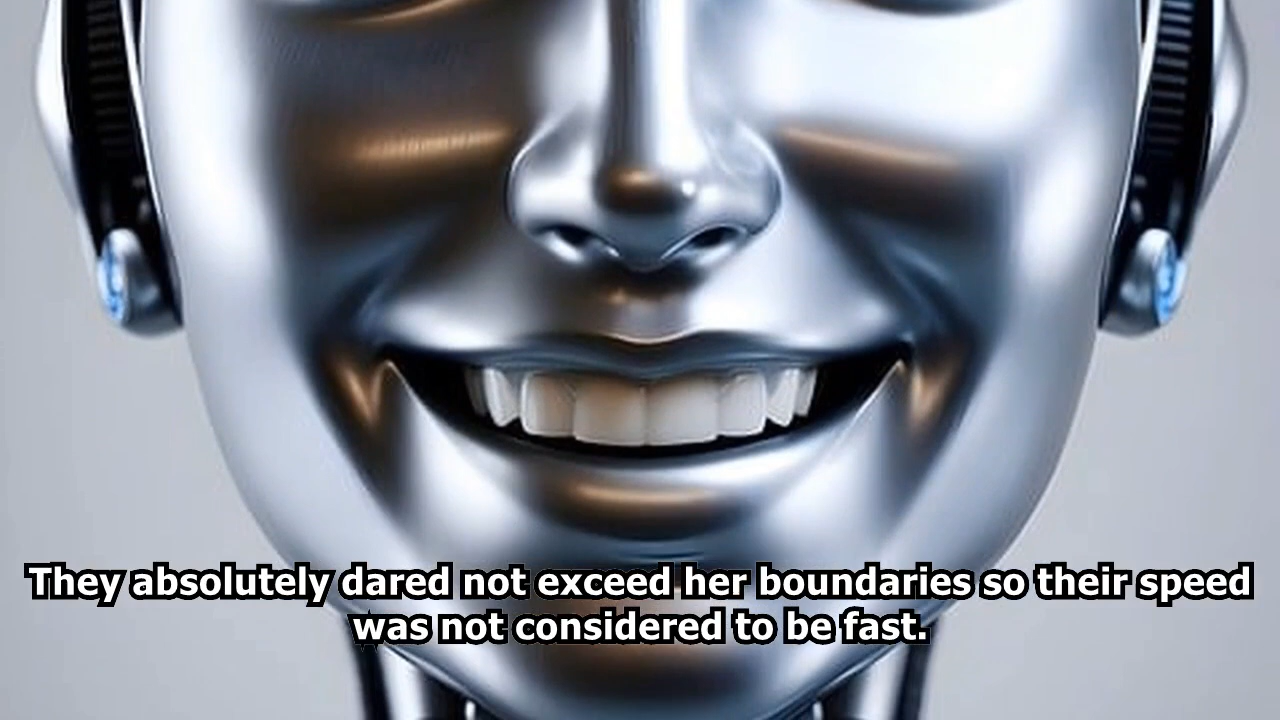 They absolutely dared not exceed her boundaries so their speed
was not considered to be fast.